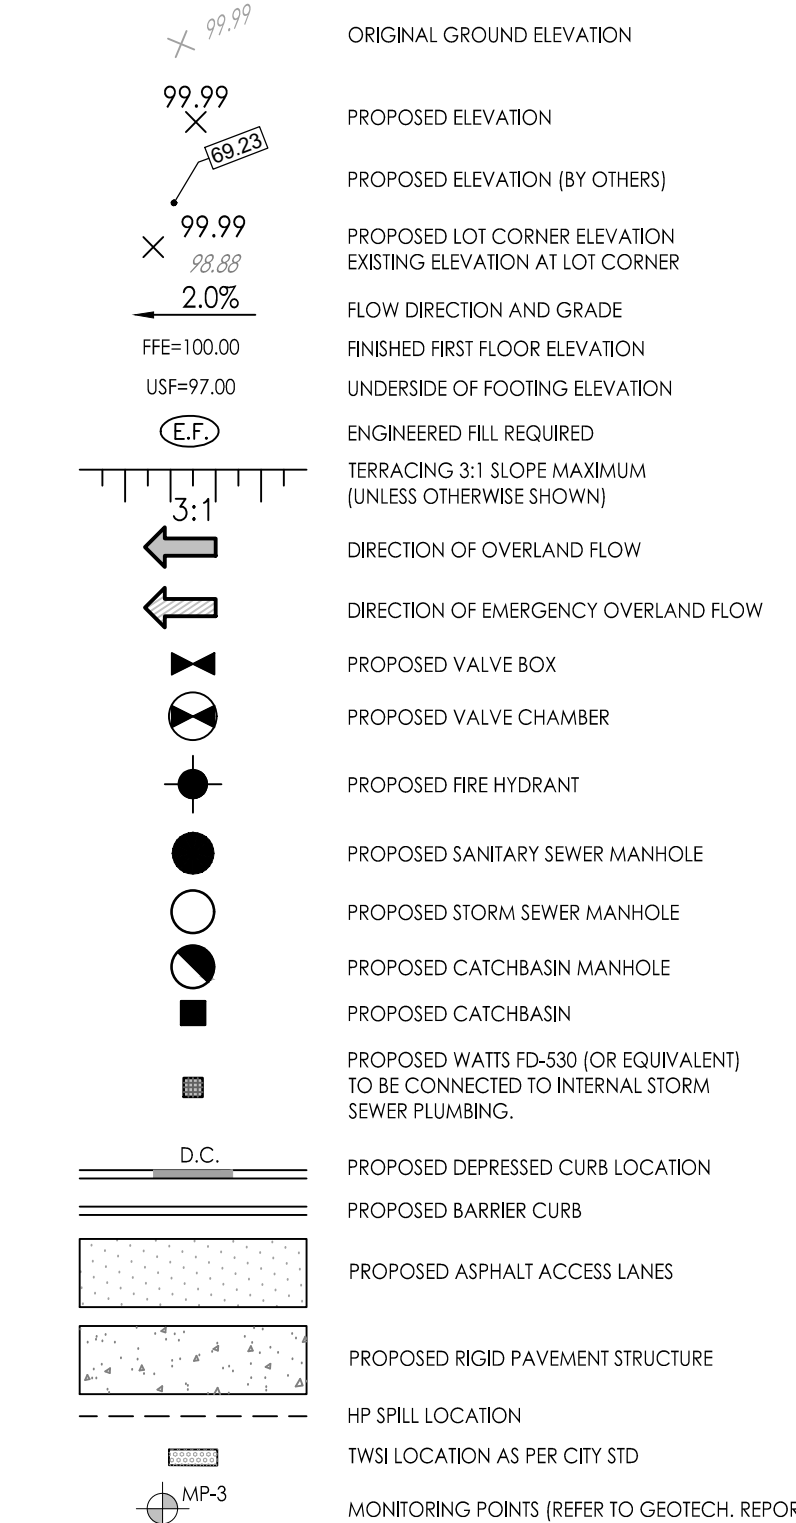 99.99 ORIGINAL GROUND ELEVATION
99.99 PROPOSED ELEVATION
69.23 PROPOSED ELEVATION (BY OTHERS)
99.99 PROPOSED LOT CORNER ELEVATION
98.88 EXISTING ELEVATION AT LOT CORNER
2.0% FLOW DIRECTION AND GRADE
FFE=100.00 FINISHED FIRST FLOOR ELEVATION
USF=97.00 UNDERSIDE OF FOOTING ELEVATION
E.F. ENGINEERED FILL REQUIRED
TERRACING 3:1 SLOPE MAXIMUM
(UNLESS OTHERWISE SHOWN)
3:1
DIRECTION OF OVERLAND FLOW
DIRECTION OF EMERGENCY OVERLAND FLOW
PROPOSED VALVE BOX
PROPOSED VALVE CHAMBER
PROPOSED FIRE HYDRANT
PROPOSED SANITARY SEWER MANHOLE
PROPOSED STORM SEWER MANHOLE
PROPOSED CATCHBASIN MANHOLE
PROPOSED CATCHBASIN
PROPOSED WATTS FD-530 (OR EQUIVALENT)
TO BE CONNECTED TO INTERNAL STORM
SEWER PLUMBING.
D.C. PROPOSED DEPRESSED CURB LOCATION
PROPOSED BARRIER CURB
PROPOSED ASPHALT ACCESS LANES
PROPOSED RIGID PAVEMENT STRUCTURE
HP SPILL LOCATION
TWSI LOCATION AS PER CITY STD
MP-3 MONITORING POINTS (REFER TO GEOTECH. REPOR